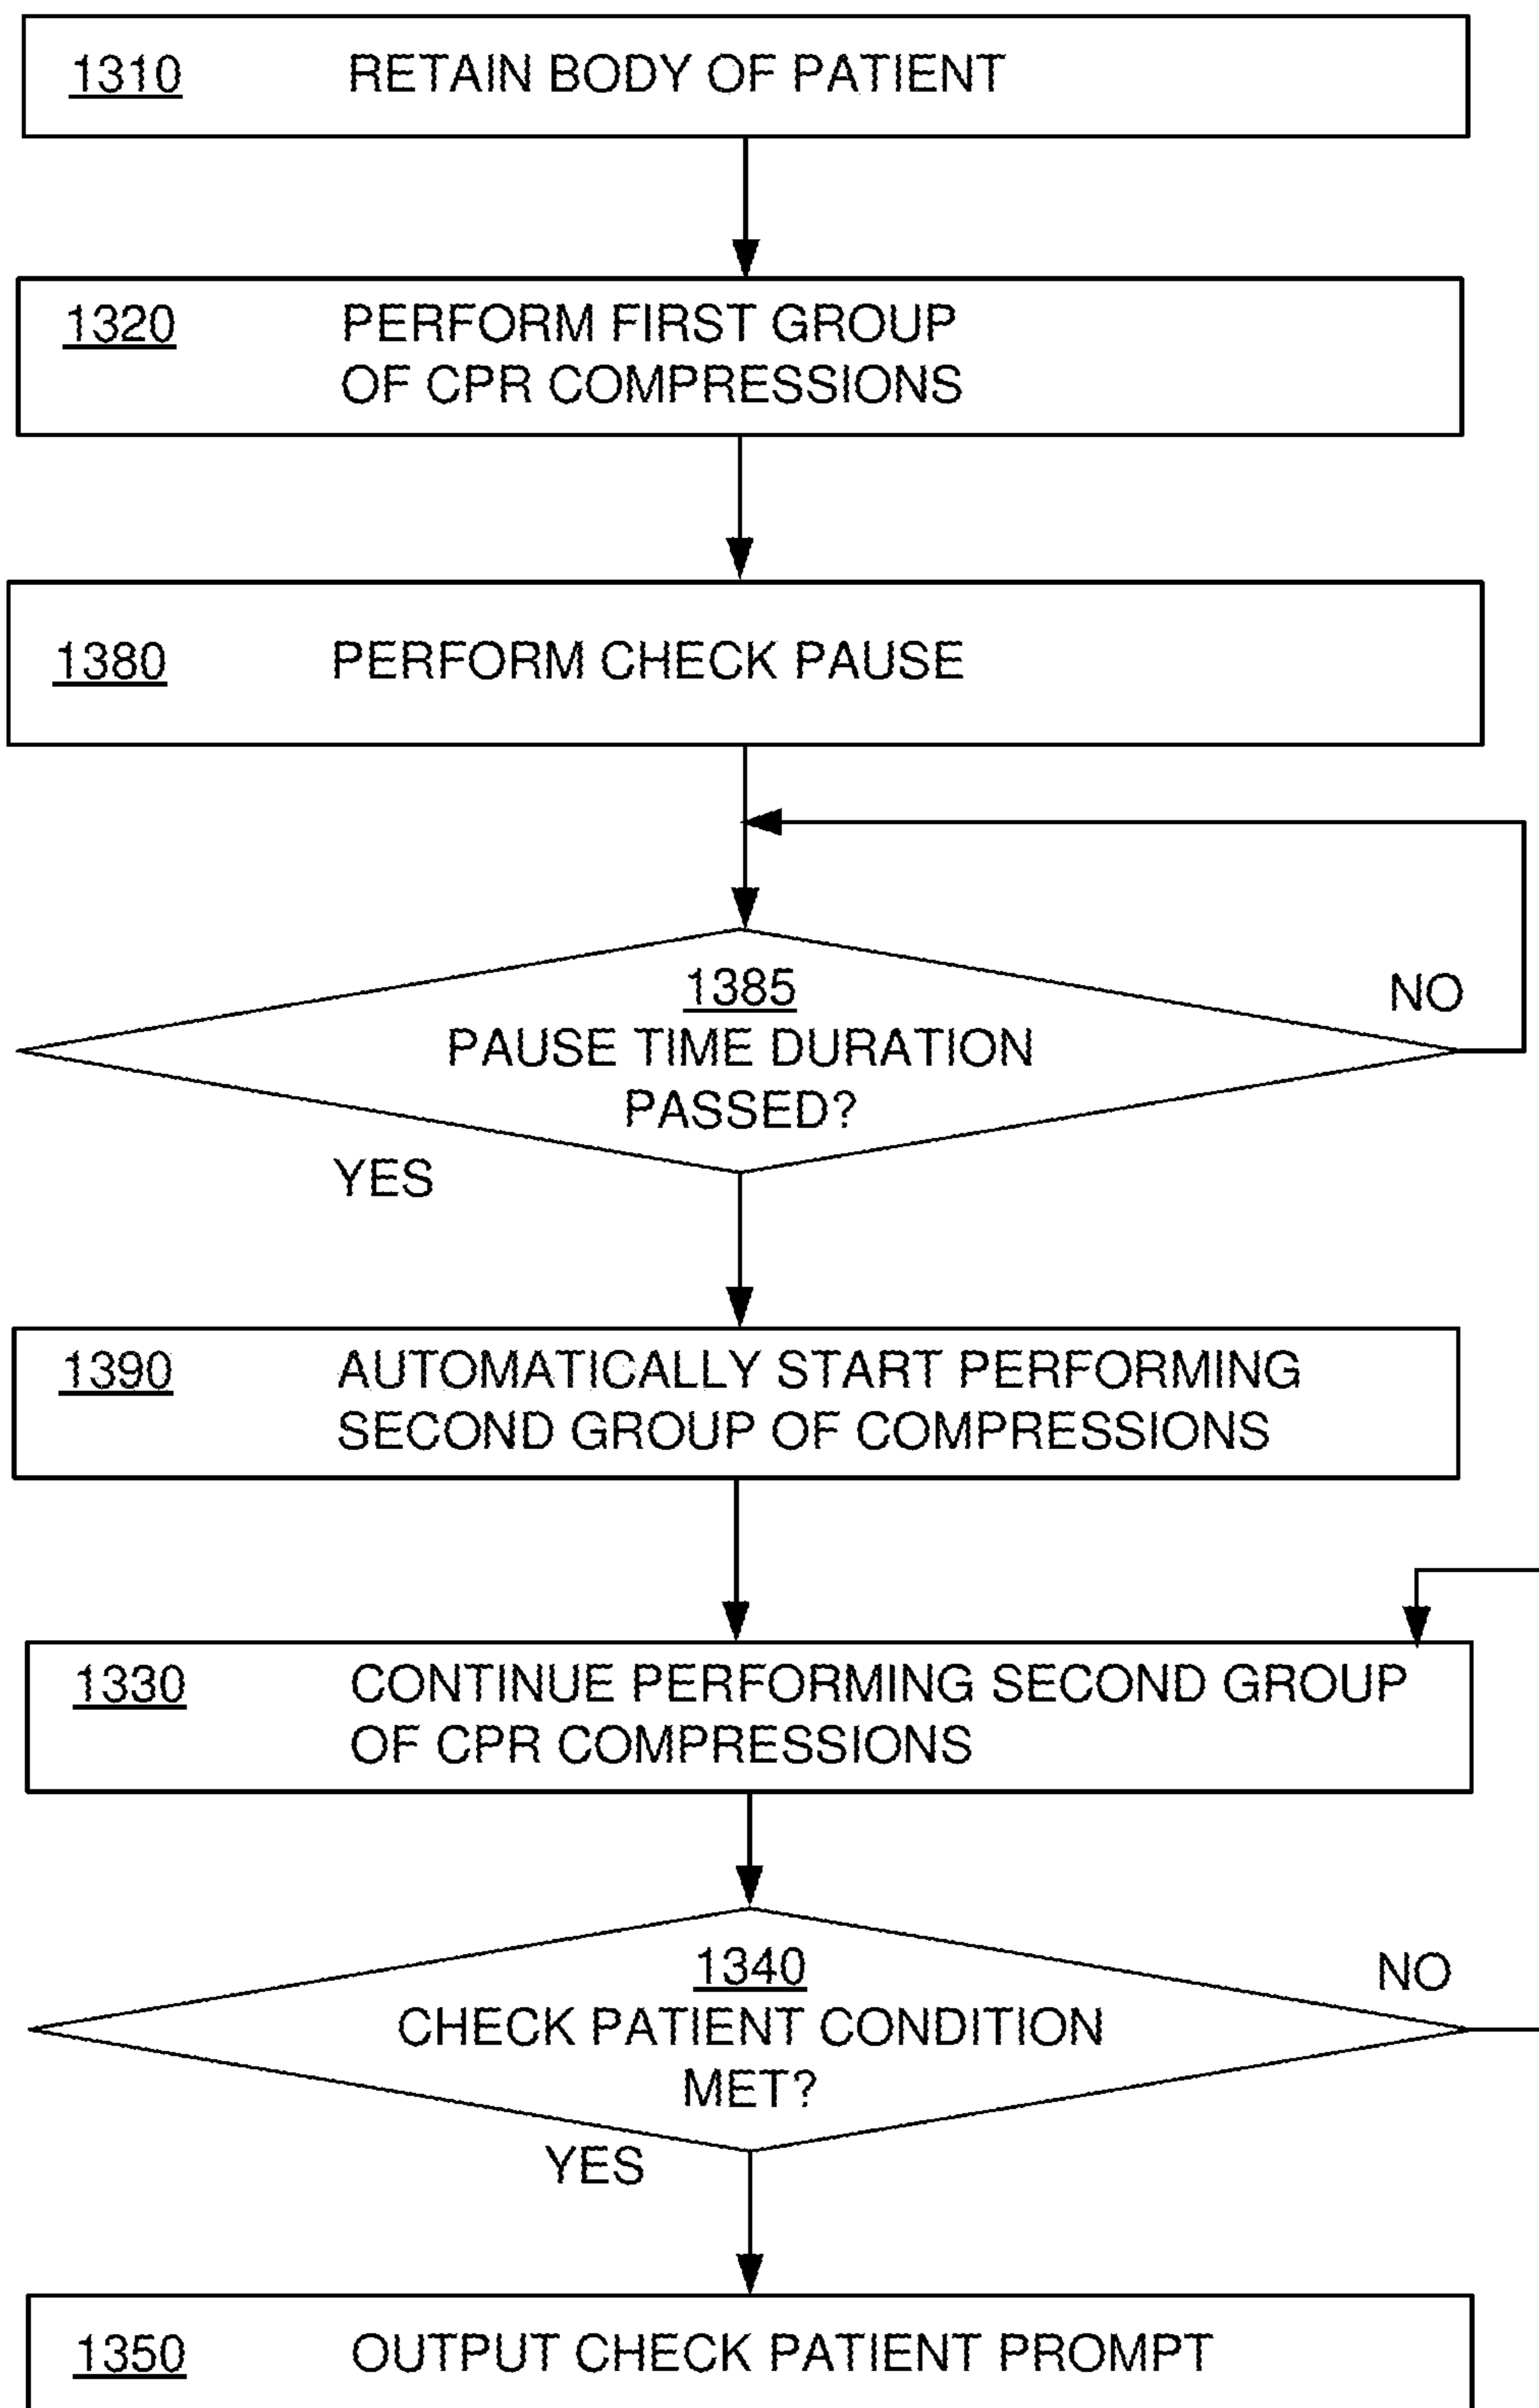 1310 RETAIN BODY OF PATIENT
1320 PERFORM FIRST GROUP
OF CPR COMPRESSIONS
1380 PERFORM CHECK PAUSE
1385
NO
PAUSE TIME DURATION
PASSED?
YES
1390 AUTOMATICALLY START PERFORMING
SECOND GROUP OF COMPRESSIONS
1330 CONTINUE PERFORMING SECOND GROUP
OF CPR COMPRESSIONS
1340
NO
CHECK PATIENT CONDITION
MET?
YES
1350 OUTPUT CHECK PATIENT PROMPT